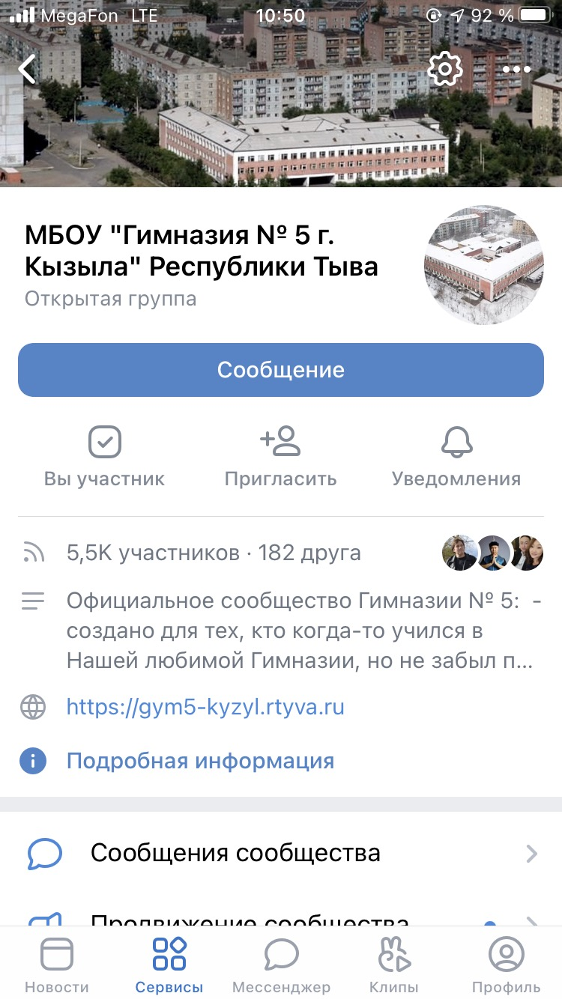 MegaFon LTE 10:50 92 %
МБОУ "Гимназия № 5 г.
Кызыла" Республики Тыва
Открытая группа
Сообщение
Вы участник Пригласить Уведомления
5,5K участников · 182 друга
Официальное сообщество Гимназии № 5: -
создано для тех, кто когда-то учился в
Нашей любимой Гимназии, но не забыл п...
https://gym5-kyzyl.rtyva.ru
Подробная информация
Сообщения сообщества
Продвижение сообщества
Новости Сервисы Мессенджер Клипы Профиль